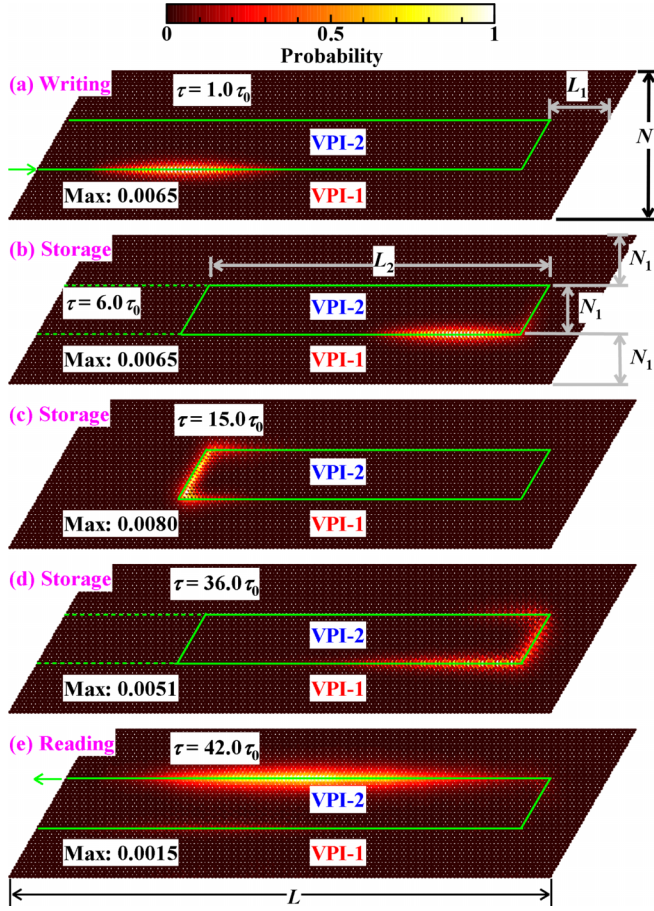 0 0.5 1
Probability
(a) Writing
τ = 1.0 τ0
L1
N
VPI-2
Max: 0.0065
VPI-1
(b) Storage
L2
N1
τ = 6.0 τ0
VPI-2
N1
Max: 0.0065
VPI-1
N1
(c) Storage
τ = 15.0 τ0
VPI-2
Max: 0.0080
VPI-1
(d) Storage
τ = 36.0 τ0
VPI-2
Max: 0.0051
VPI-1
(e) Reading
τ = 42.0 τ0
VPI-2
Max: 0.0015
VPI-1
L